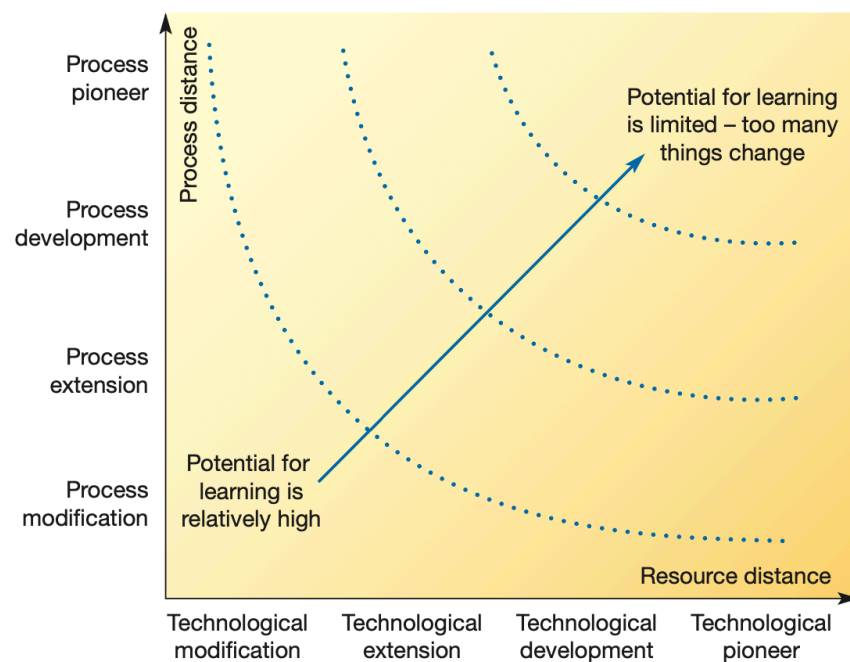 Process
pioneer
Process distance
Potential for learning
is limited – too many
things change
Process
development
Process
extension
Potential for
learning is
relatively high
Process
modification
Resource distance
Technological
modification
Technological
extension
Technological
development
Technological
pioneer